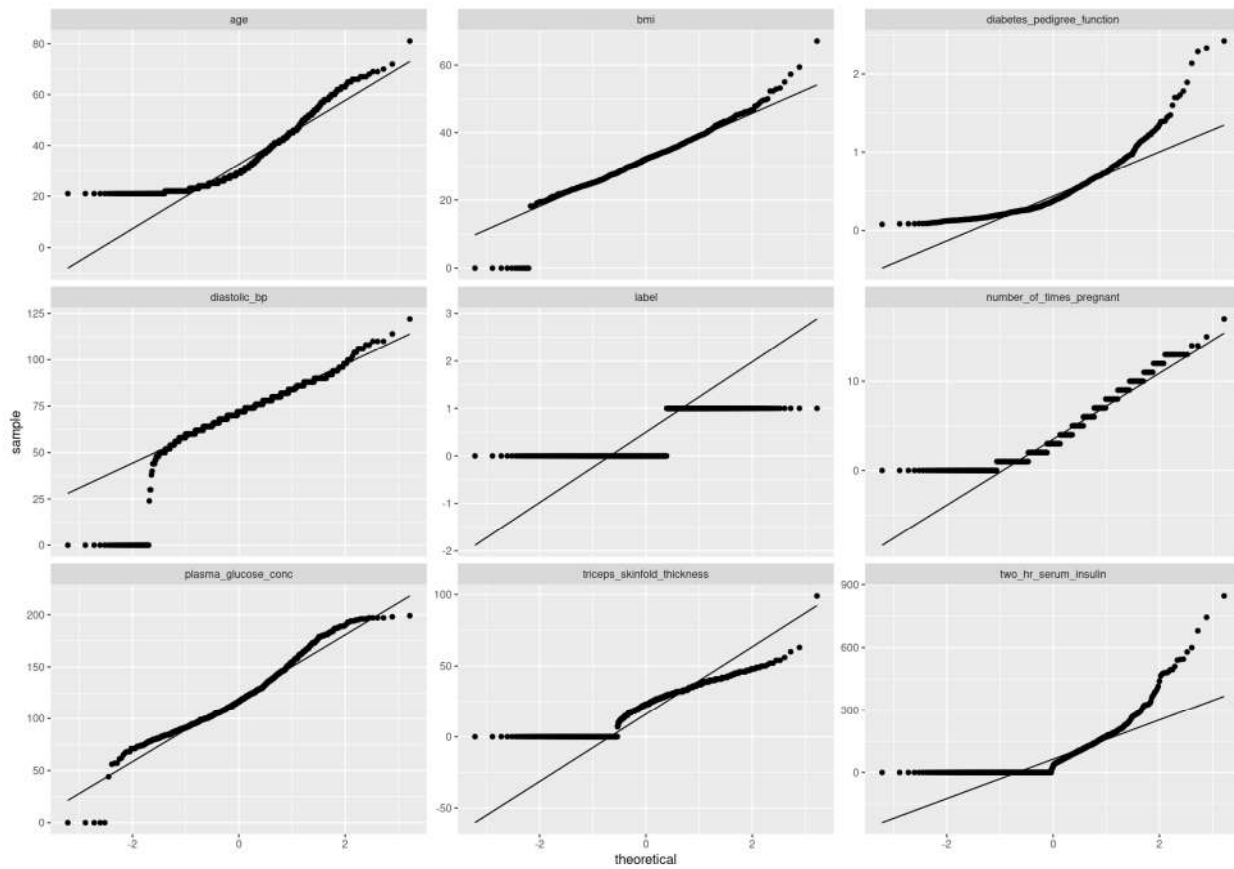 age
bmi
diabetes_pedigree_function
80
60
40
20
0
60
40
20
0
2
1
0
diastolic_bp
label
number_of_times_pregnant
125
100
75
50
25
0
3
2
1
0
-1
-2
10
0
plasma_glucose_conc
triceps_skinfold_thickness
two_hr_serum_insulin
200
150
100
50
0
100
50
0
-50
900
600
300
0
-2 0 2
-2 0 2
-2 0 2
sample
theoretical